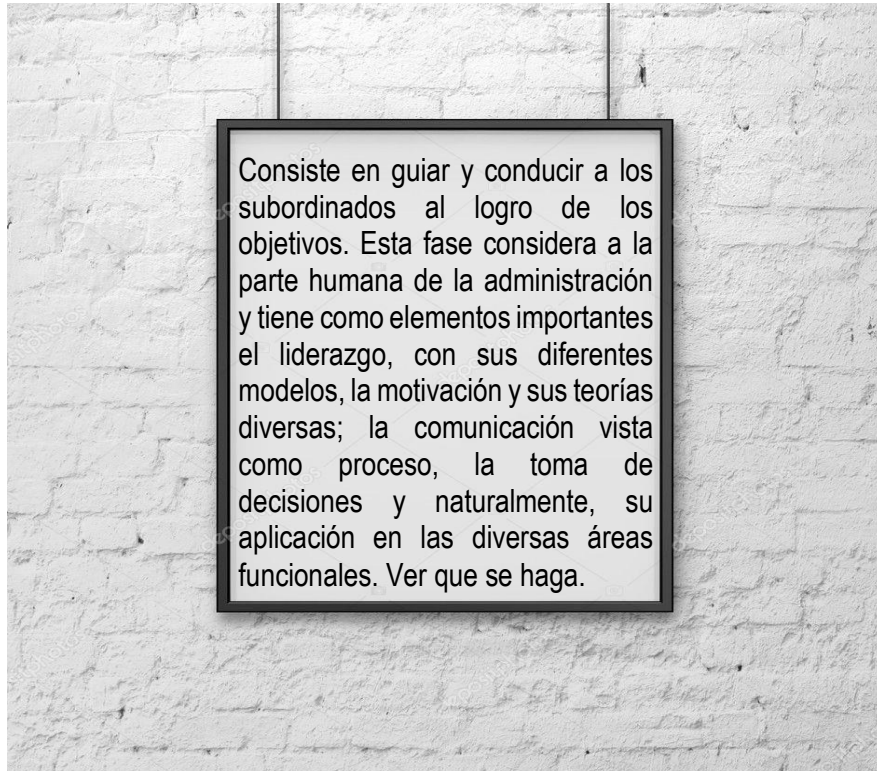 Consiste en guiar y conducir a los
subordinados al logro de los
objetivos. Esta fase considera a la
parte humana de la administración
y tiene como elementos importantes
el liderazgo, con sus diferentes
modelos, la motivación y sus teorías
diversas; la comunicación vista
como proceso, la toma de
decisiones y naturalmente, su
aplicación en las diversas áreas
funcionales. Ver que se haga.